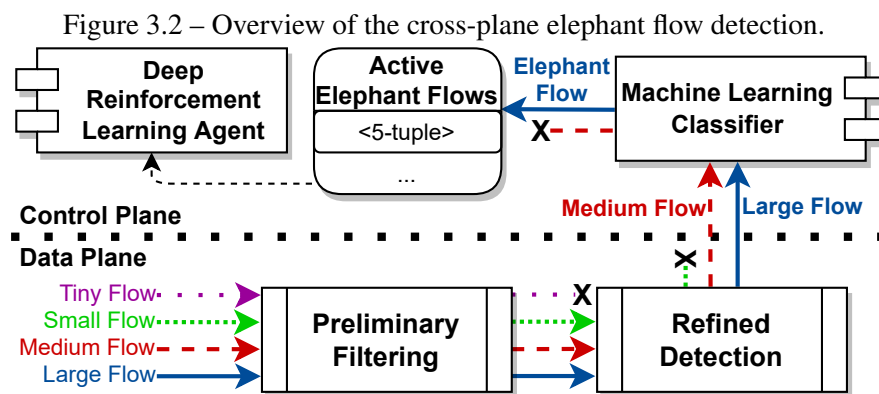 Figure 3.2 – Overview of the cross-plane elephant flow detection.
Deep
Reinforcement
Learning Agent
Active
Elephant Flows
<5-tuple>
...
Elephant
Flow
X
Machine Learning
Classifier
Medium Flow
Large Flow
Control Plane
Data Plane
X
Tiny Flow
Small Flow
Medium Flow
Large Flow
Preliminary
Filtering
X
Refined
Detection